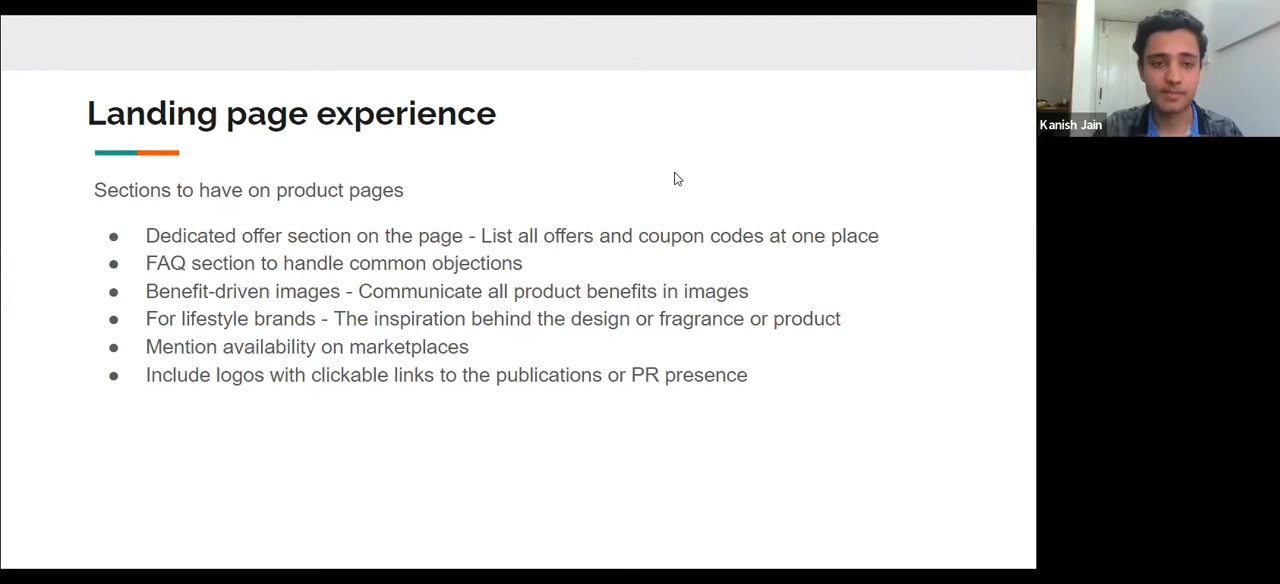 Landing page experience
Sections to have on product pages
● Dedicated offer section on the page - List all offers and coupon codes at one place
● FAQ section to handle common objections
● Benefit-driven images - Communicate all product benefits in images
● For lifestyle brands - The inspiration behind the design or fragrance or product
● Mention availability on marketplaces
● Include logos with clickable links to the publications or PR presence
Kanish Jain